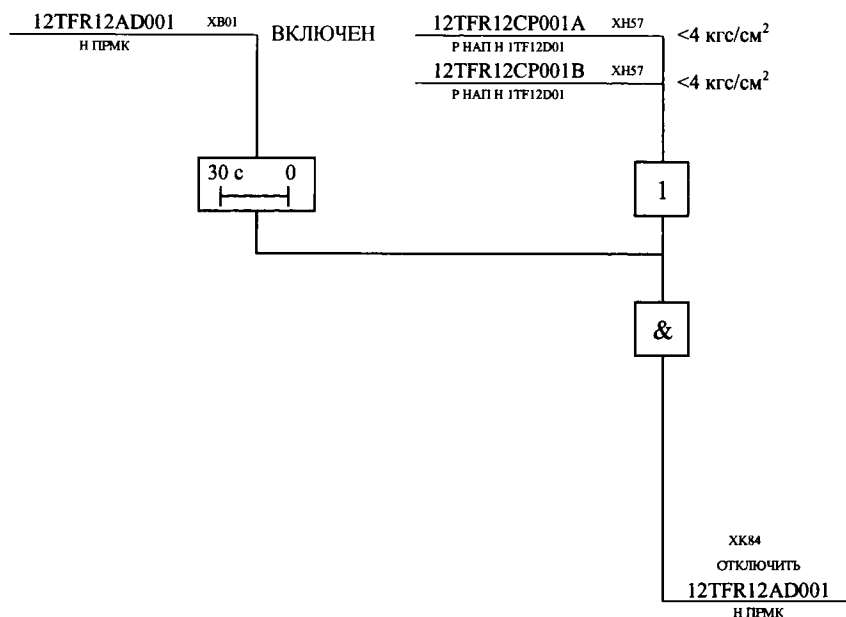 12TFR12AD001 XB01
Н ПРМК
ВКЛЮЧЕН
12TFR12CP001A XH57 <4 кгс/см²
Р НАП Н 1TF12D01
12TFR12CP001B XH57 <4 кгс/см²
Р НАП Н 1TF12D01
30 с 0
1
&
XK84
ОТКЛЮЧИТЬ
12TFR12AD001
Н ПРМК